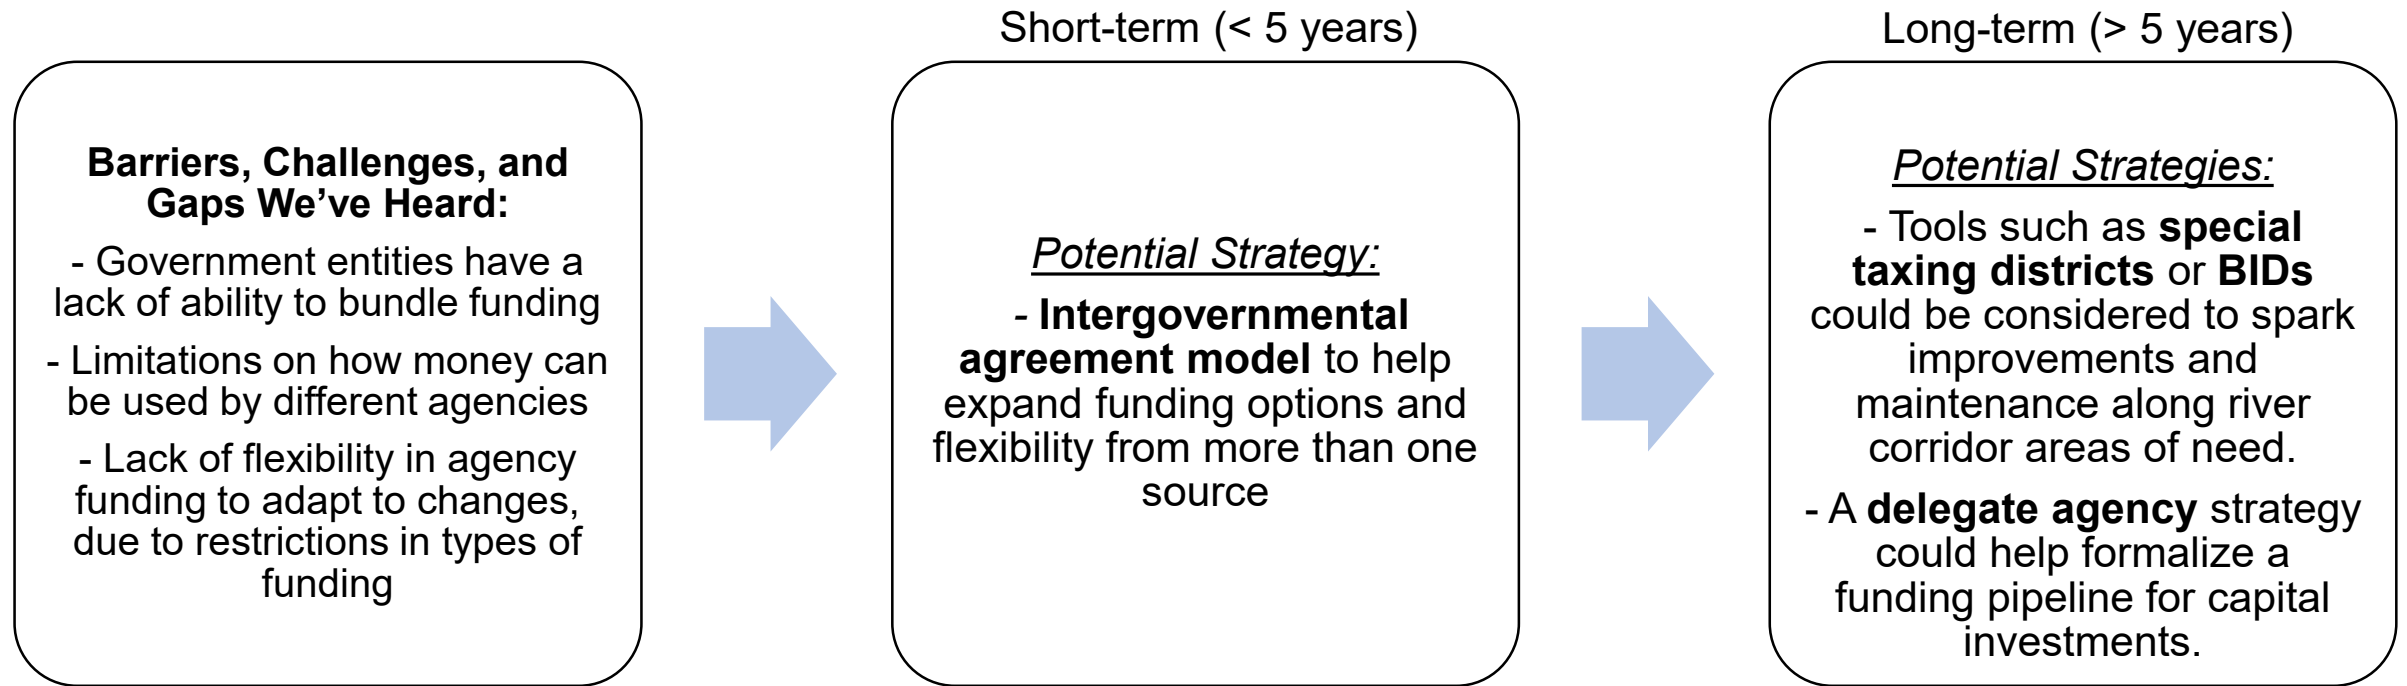 Short-term (< 5 years)
Long-term (> 5 years)
Barriers, Challenges, and
Gaps We’ve Heard:
- Government entities have a
lack of ability to bundle funding
- Limitations on how money can
be used by different agencies
- Lack of flexibility in agency
funding to adapt to changes,
due to restrictions in types of
funding
Potential Strategy:
- Intergovernmental
agreement model to help
expand funding options and
flexibility from more than one
source
Potential Strategies:
- Tools such as special
taxing districts or BIDs
could be considered to spark
improvements and
maintenance along river
corridor areas of need.
- A delegate agency strategy
could help formalize a
funding pipeline for capital
investments.